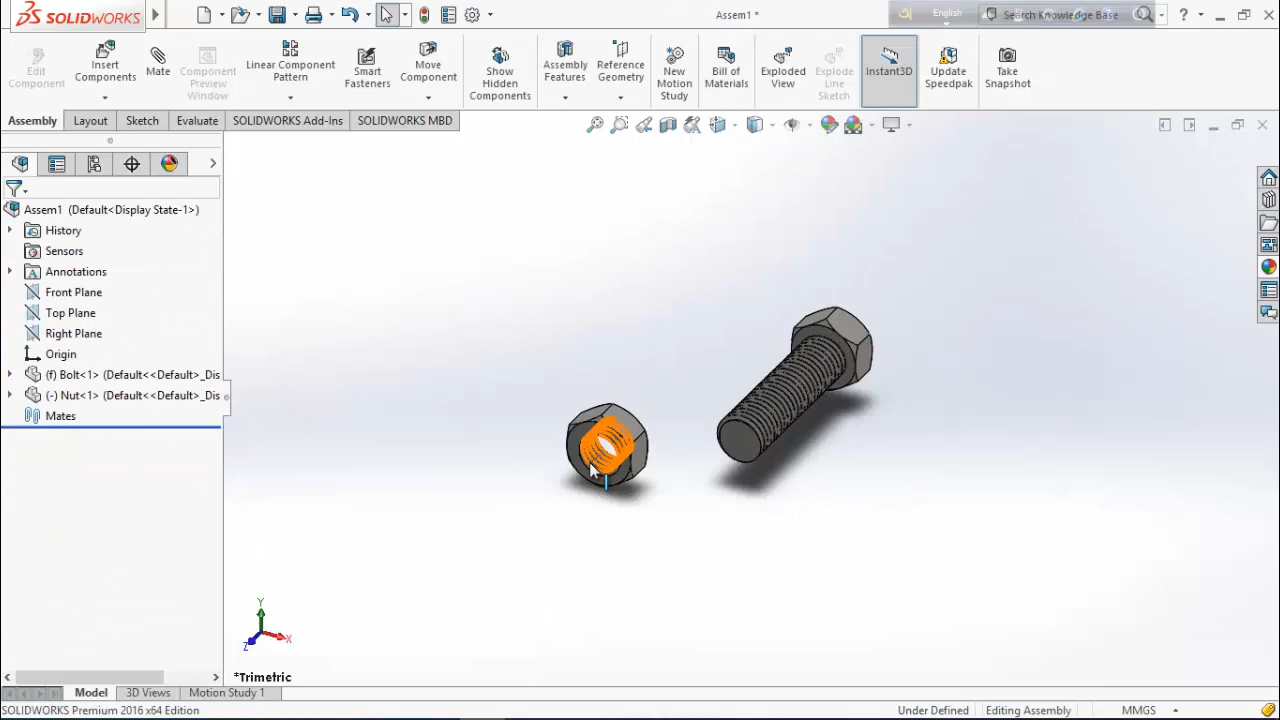 SOLIDWORKS
Assem1 *
English
Search Knowledge Base
?
Edit Component
Insert Components
Mate
Component Preview Window
Linear Component Pattern
Smart Fasteners
Move Component
Show Hidden Components
Assembly Features
Reference Geometry
New Motion Study
Bill of Materials
Exploded View
Explode Line Sketch
Instant3D
Update Speedpak
Take Snapshot
Assembly
Layout
Sketch
Evaluate
SOLIDWORKS Add-Ins
SOLIDWORKS MBD
Assem1 (Default<Display State-1>)
History
Sensors
Annotations
Front Plane
Top Plane
Right Plane
Origin
(f) Bolt<1> (Default<<Default>_Dis
(-) Nut<1> (Default<<Default>_Dis
Mates
Y
X
Z
*Trimetric
Model
3D Views
Motion Study 1
SOLIDWORKS Premium 2016 x64 Edition
Under Defined
Editing Assembly
MMGS